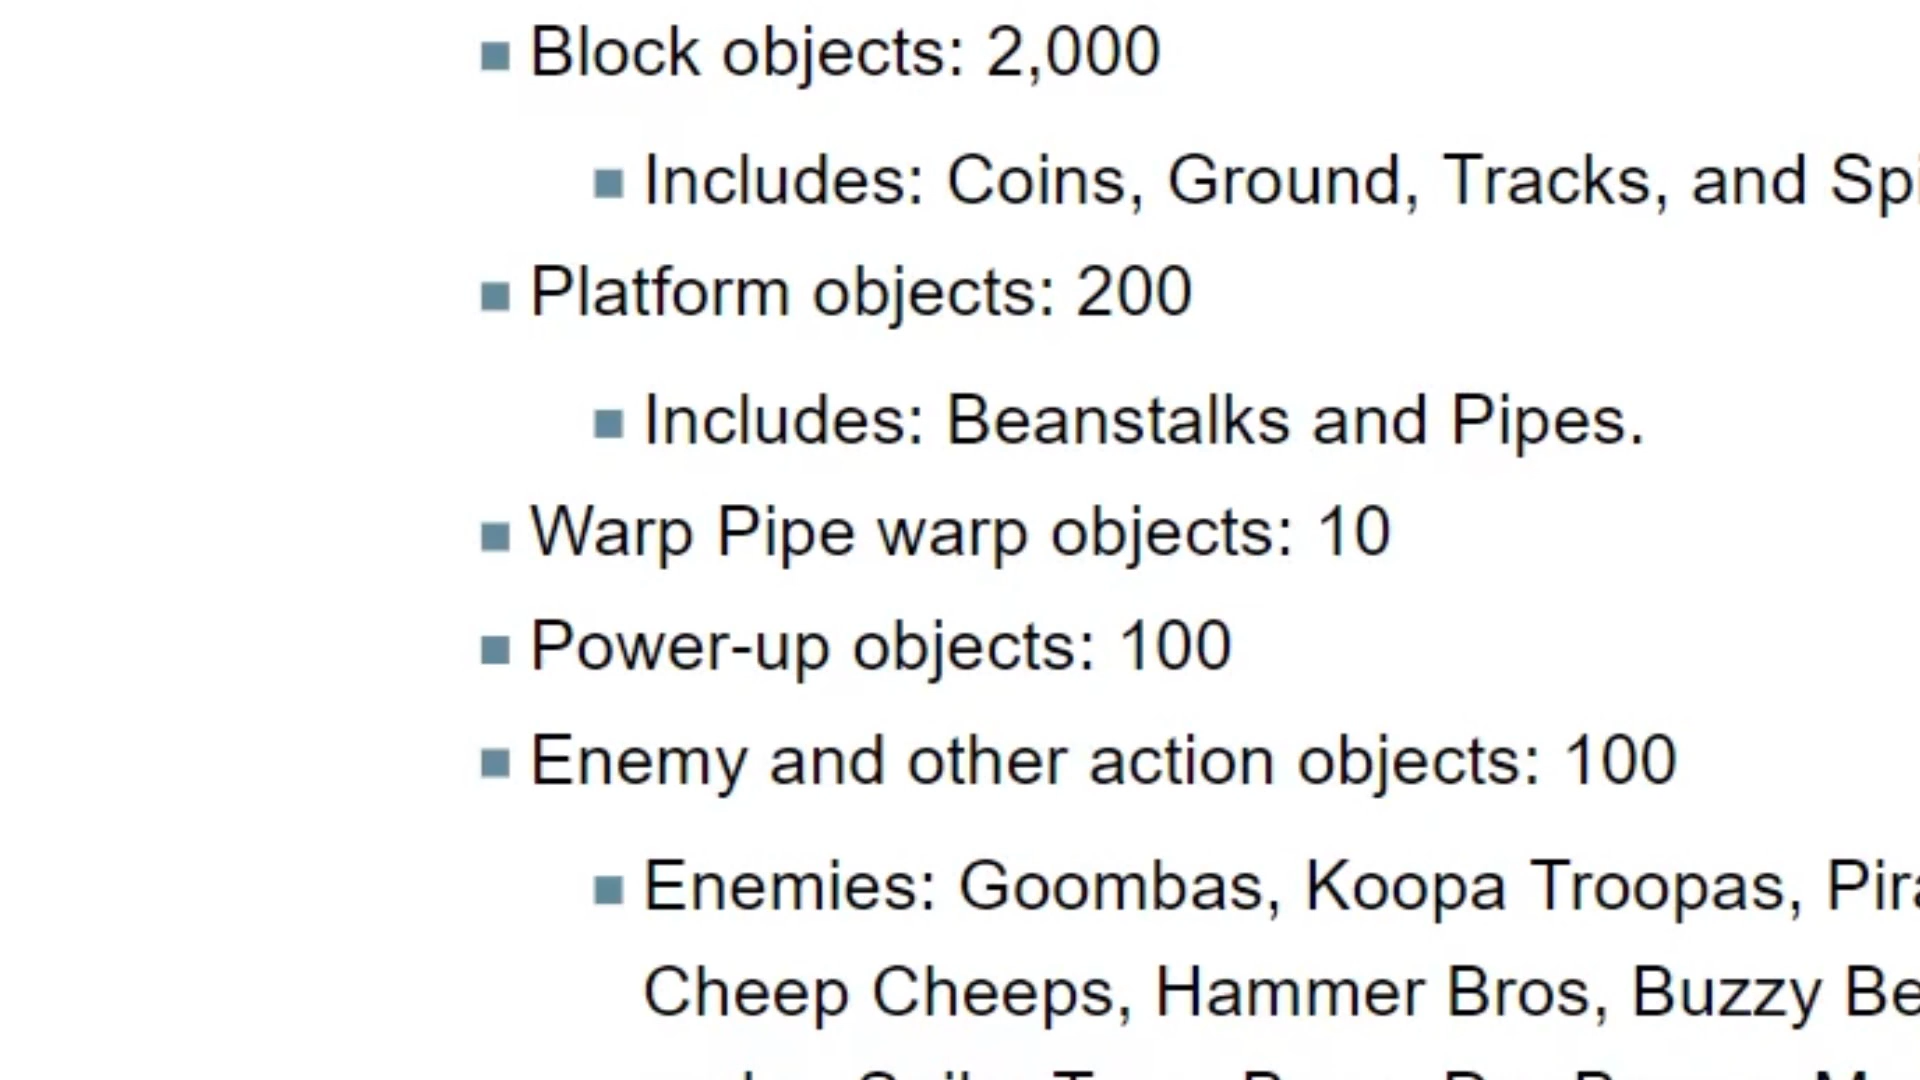 Block objects: 2,000
Includes: Coins, Ground, Tracks, and
Platform objects: 200
Includes: Beanstalks and Pipes.
Warp Pipe warp objects: 10
Power-up objects: 100
Enemy and other action objects: 100
Enemies: Goombas, Koopa Troopas,
Cheep Cheeps, Hammer Bros, Buzzy